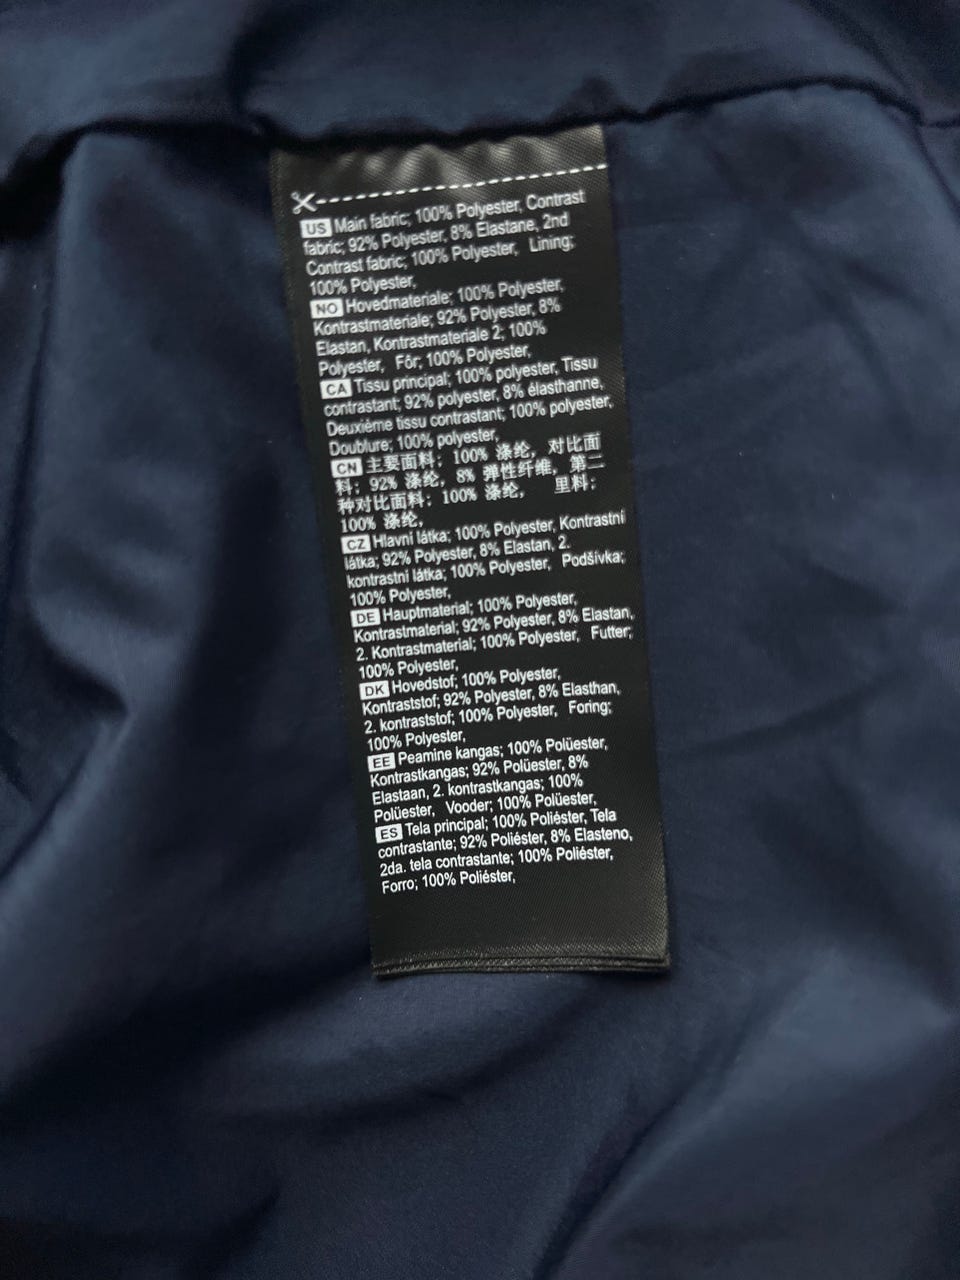 US Main fabric; 100% Polyester, Contrast
fabric; 92% Polyester, 8% Elastane, 2nd
Contrast fabric; 100% Polyester, Lining;
100% Polyester,
NO Hovedmateriale; 100% Polyester,
Kontrastmateriale; 92% Polyester, 8%
Elastan, Kontrastmateriale 2; 100%
Polyester, Fôr; 100% Polyester,
CA Tissu principal; 100% polyester, Tissu
contrastant; 92% polyester, 8% élasthanne,
Deuxième tissu contrastant; 100% polyester,
Doublure; 100% polyester,
CN 主要面料; 100% 涤纶, 对比面
料; 92% 涤纶, 8% 弹性纤维, 第二
种对比面料; 100% 涤纶, 里料;
100% 涤纶,
CZ Hlavní látka; 100% Polyester, Kontrastní
látka; 92% Polyester, 8% Elastan, 2.
kontrastní látka; 100% Polyester, Podšívka;
100% Polyester,
DE Hauptmaterial; 100% Polyester,
Kontrastmaterial; 92% Polyester, 8% Elastan,
2. Kontrastmaterial; 100% Polyester, Futter;
100% Polyester,
DK Hovedstof; 100% Polyester,
Kontraststof; 92% Polyester, 8% Elasthan,
2. kontraststof; 100% Polyester, Foring;
100% Polyester,
EE Peamine kangas; 100% Polüester,
Kontrastkangas; 92% Polüester, 8%
Elastaan, 2. kontrastkangas; 100%
Polüester, Vooder; 100% Polüester,
ES Tela principal; 100% Poliéster, Tela
contrastante; 92% Poliéster, 8% Elasteno,
2da. tela contrastante; 100% Poliéster,
Forro; 100% Poliéster,